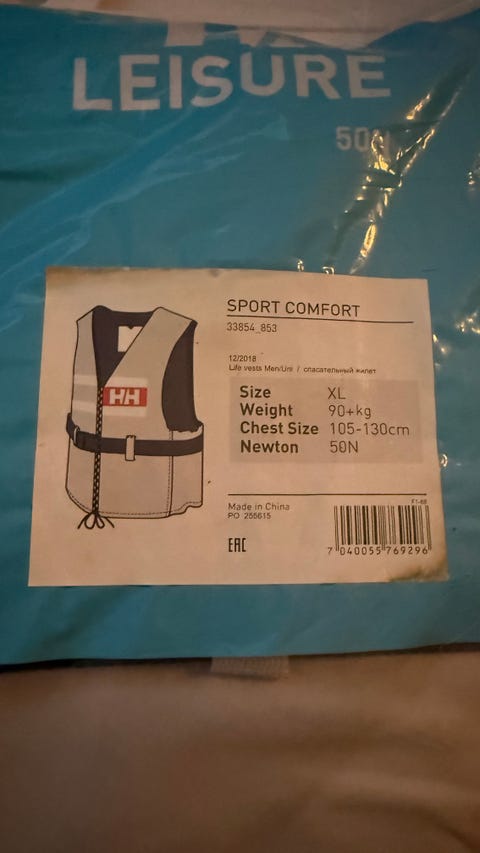 LEISURE
50N
SPORT COMFORT
33854_853
12/2018
Life vests Men/Uni / спасательный жилет
HH
Size XL
Weight 90+kg
Chest Size 105-130cm
Newton 50N
Made in China
PO 255615
F1-88
EAC
7 040055 769296